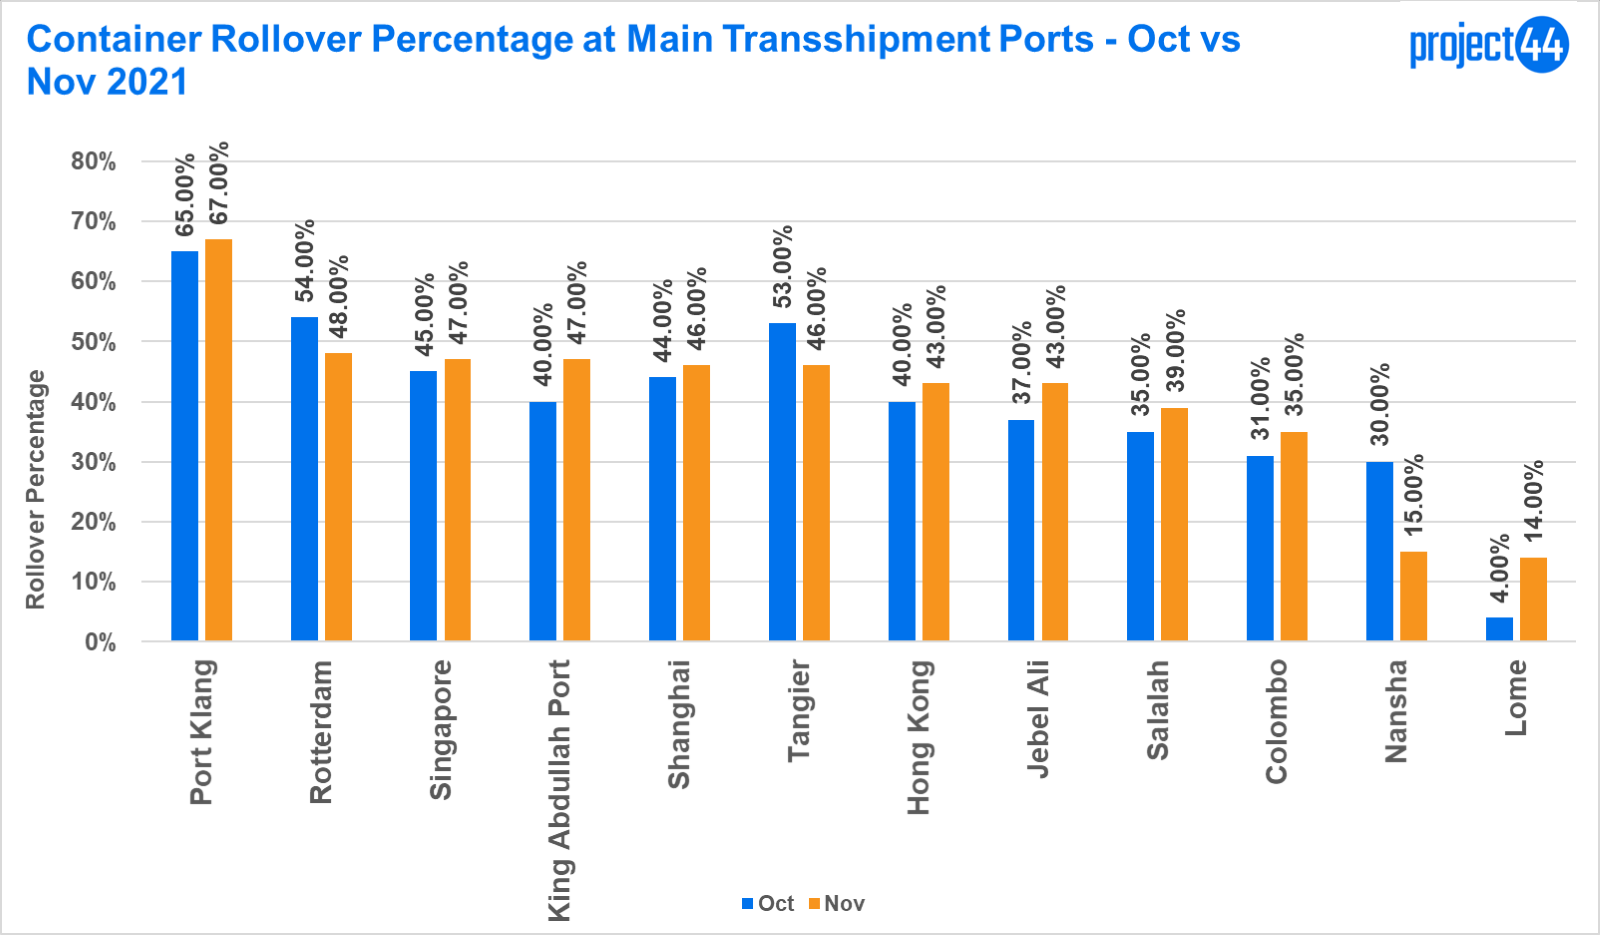 Container Rollover Percentage at Main Transshipment Ports - Oct vs
Nov 2021
project44
Rollover Percentage
80%
70%
60%
50%
40%
30%
20%
10%
0%
65.00%
67.00%
54.00%
48.00%
45.00%
47.00%
40.00%
47.00%
44.00%
46.00%
53.00%
46.00%
40.00%
43.00%
37.00%
43.00%
35.00%
39.00%
31.00%
35.00%
30.00%
15.00%
4.00%
14.00%
Port Klang
Rotterdam
Singapore
King Abdullah Port
Shanghai
Tangier
Hong Kong
Jebel Ali
Salalah
Colombo
Nansha
Lome
Oct
Nov